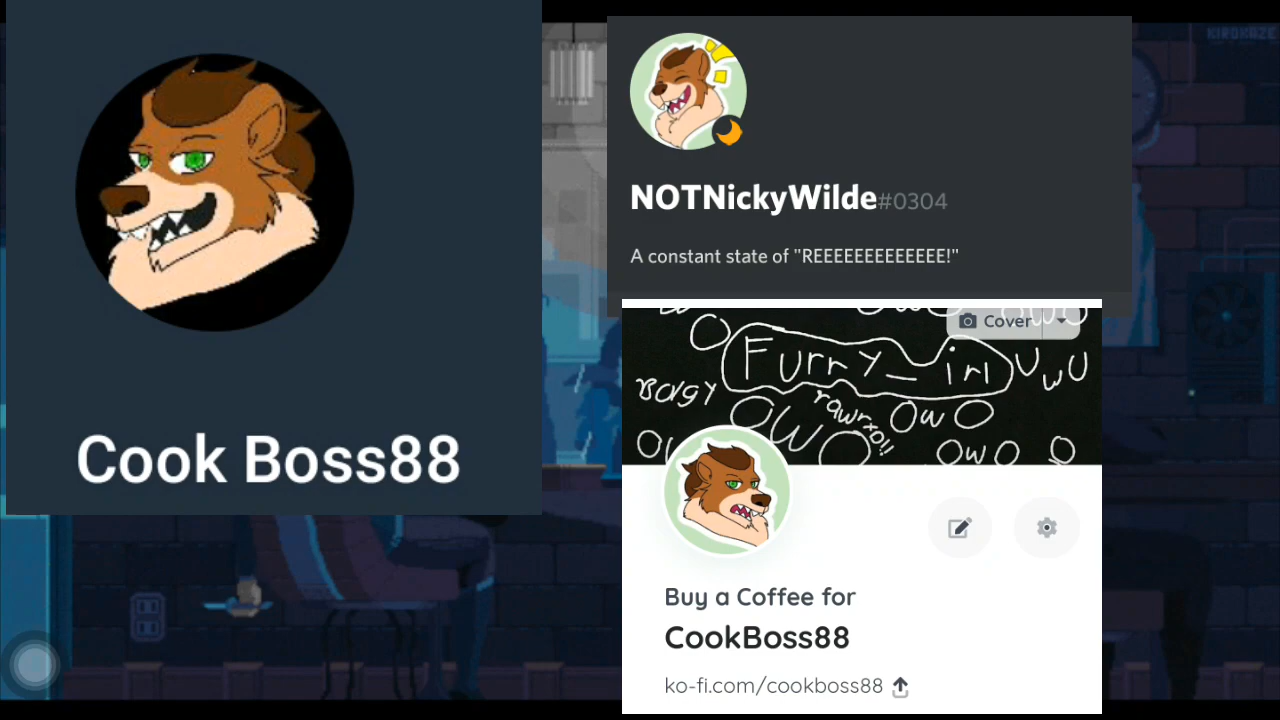 Cook Boss88
KIROKAZE
NOTNickyWilde#0304
A constant state of "REEEEEEEEEEEEE!"
Cover
Furry_irl
UwU
OwO
rawrxD!!
OwO
OwO
Buy a Coffee for
CookBoss88
ko-fi.com/cookboss88